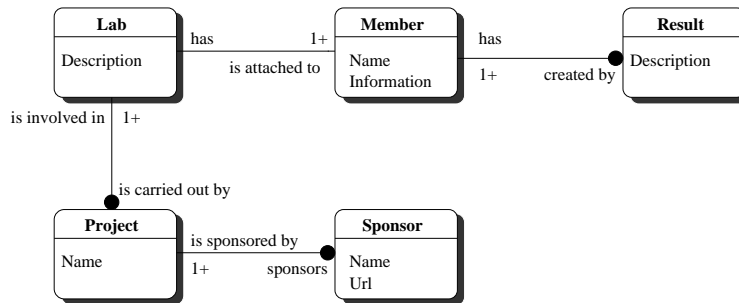 Lab
Description
has
1+
is attached to
Member
Name
Information
has
1+
created by
Result
Description
is involved in
1+
is carried out by
Project
Name
is sponsored by
1+
sponsors
Sponsor
Name
Url